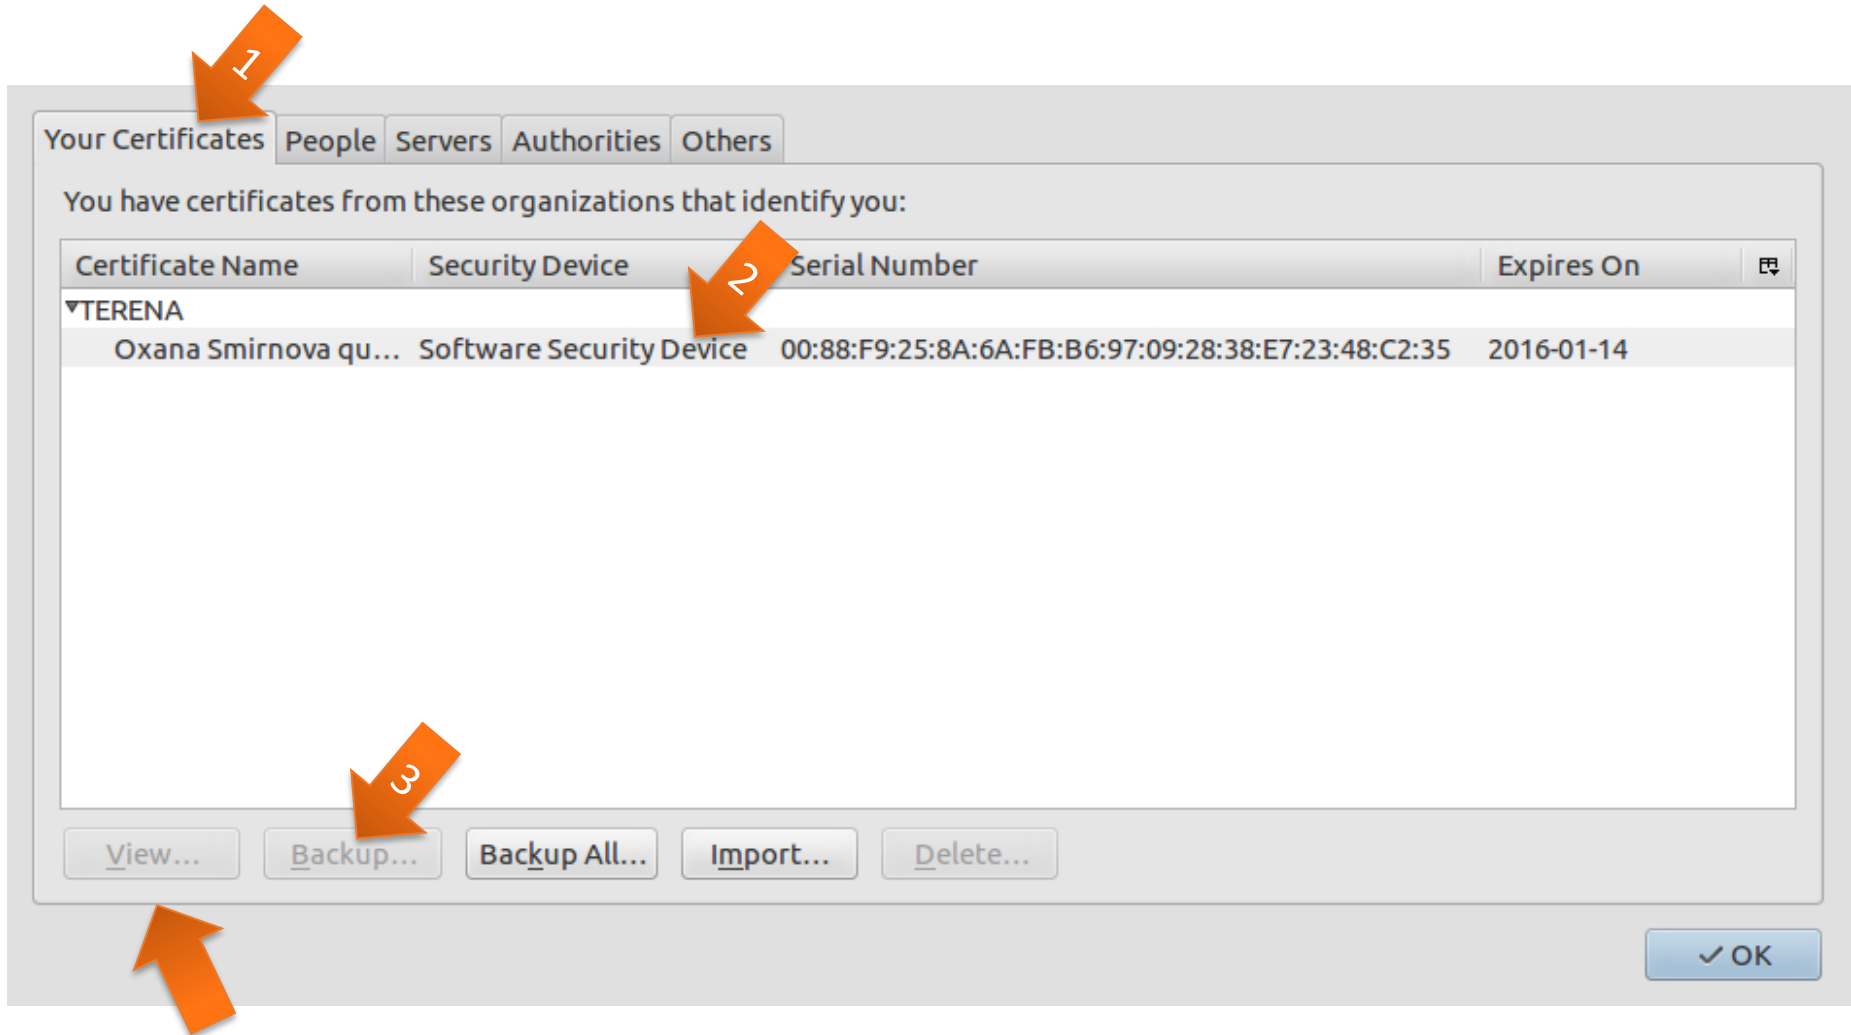 1
Your Certificates People Servers Authorities Others
You have certificates from these organizations that identify you:
2
Certificate Name Security Device Serial Number Expires On
TERENA
Oxana Smirnova qu... Software Security Device 00:88:F9:25:8A:6A:FB:B6:97:09:28:38:E7:23:48:C2:35 2016-01-14
3
View... Backup... Backup All... Import... Delete...
OK